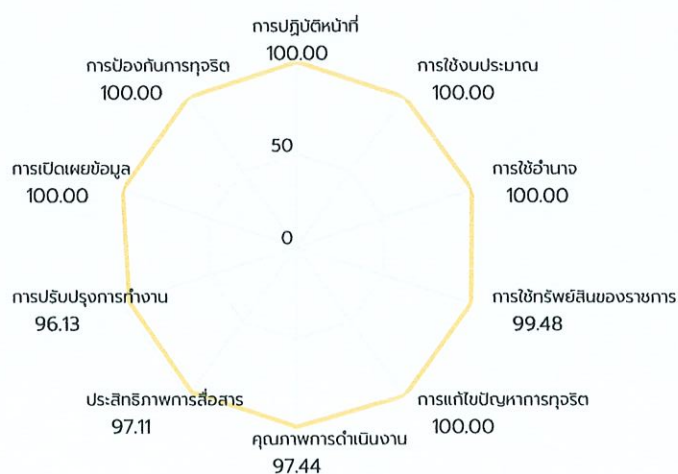 การปฏิบัติหน้าที่
100.00
การป้องกันการทุจริต
100.00
การใช้งบประมาณ
100.00
50
การเปิดเผยข้อมูล
100.00
การใช้อำนาจ
100.00
0
การปรับปรุงการทำงาน
96.13
การใช้ทรัพย์สินของราชการ
99.48
ประสิทธิภาพการสื่อสาร
97.11
การแก้ไขปัญหาการทุจริต
100.00
คุณภาพการดำเนินงาน
97.44